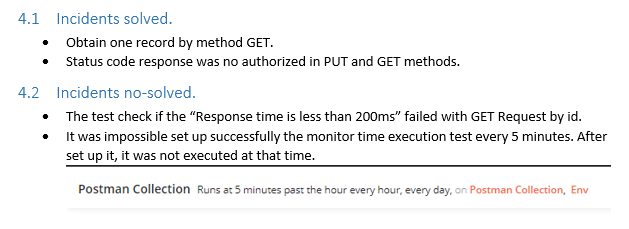 4.1 Incidents solved.
• Obtain one record by method GET.
• Status code response was no authorized in PUT and GET methods.
4.2 Incidents no-solved.
• The test check if the “Response time is less than 200ms” failed with GET Request by id.
• It was impossible set up successfully the monitor time execution test every 5 minutes. After
set up it, it was not executed at that time.
Postman Collection Runs at 5 minutes past the hour every hour, every day, on Postman Collection, Env